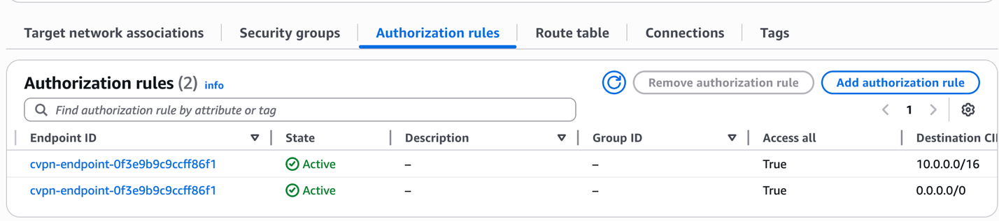 Target network associations Security groups Authorization rules Route table Connections Tags
Authorization rules (2) info Remove authorization rule Add authorization rule
Find authorization rule by attribute or tag 1
Endpoint ID State Description Group ID Access all Destination CI
cvpn-endpoint-0f3e9b9c9ccff86f1 Active – – True 10.0.0.0/16
cvpn-endpoint-0f3e9b9c9ccff86f1 Active – – True 0.0.0.0/0